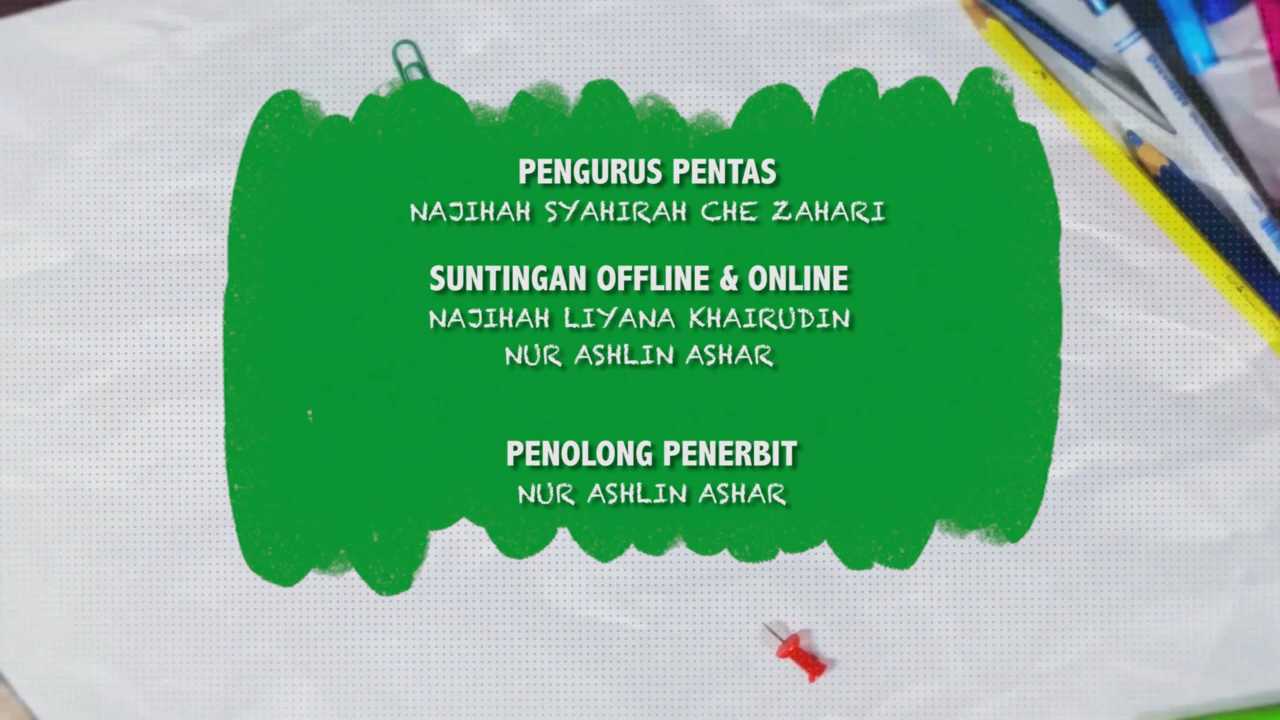 PENGURUS PENTAS
NAJIHAH SYAHIRAH CHE ZAHARI
SUNTINGAN OFFLINE & ONLINE
NAJIHAH LIYANA KHAIRUDIN
NUR ASHLIN ASHAR
PENOLONG PENERBIT
NUR ASHLIN ASHAR